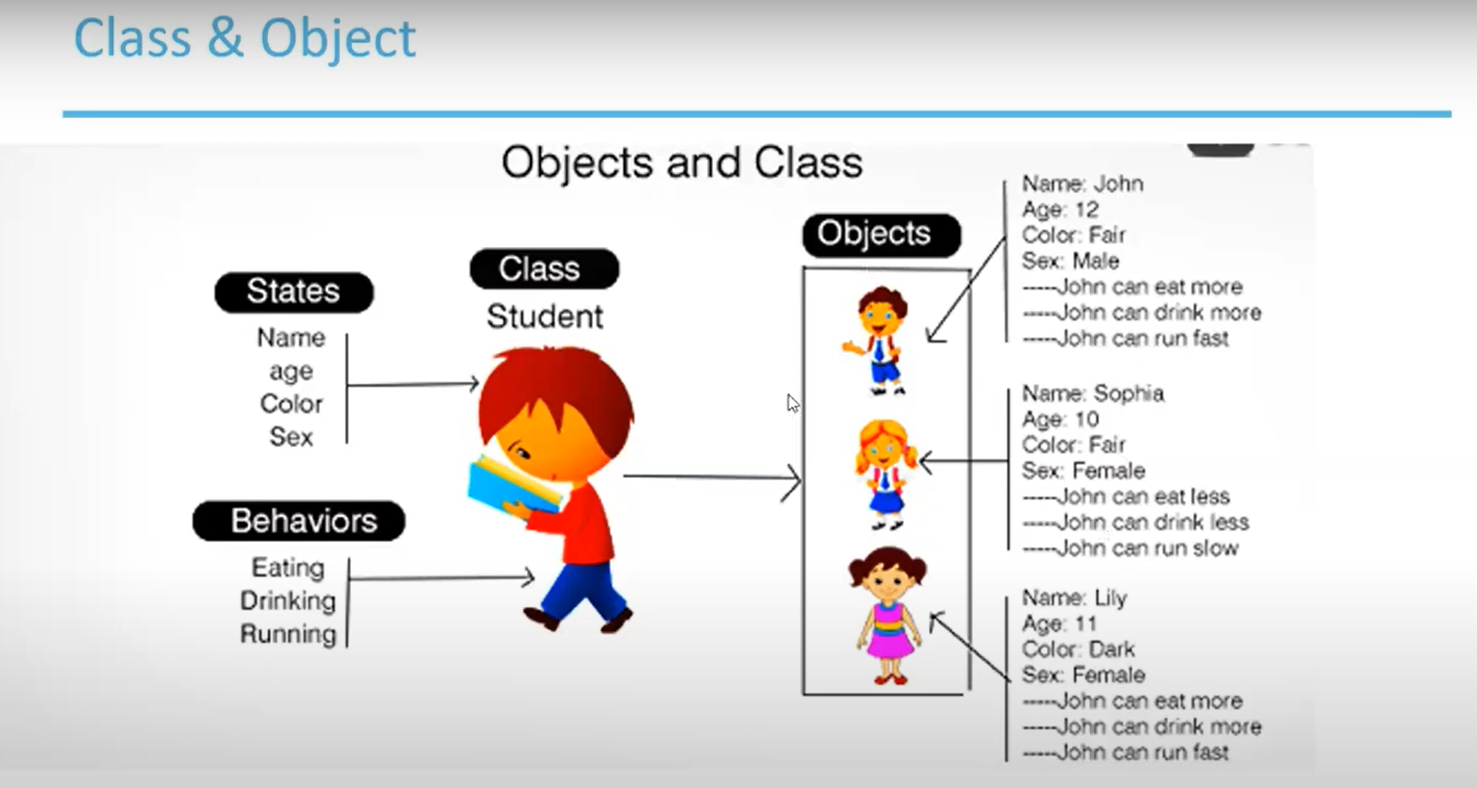 Class & Object
Objects and Class
States
Name
age
Color
Sex
Behaviors
Eating
Drinking
Running
Class
Student
Objects
Name: John
Age: 12
Color: Fair
Sex: Male
-----John can eat more
-----John can drink more
-----John can run fast
Name: Sophia
Age: 10
Color: Fair
Sex: Female
-----John can eat less
-----John can drink less
-----John can run slow
Name: Lily
Age: 11
Color: Dark
Sex: Female
-----John can eat more
-----John can drink more
-----John can run fast